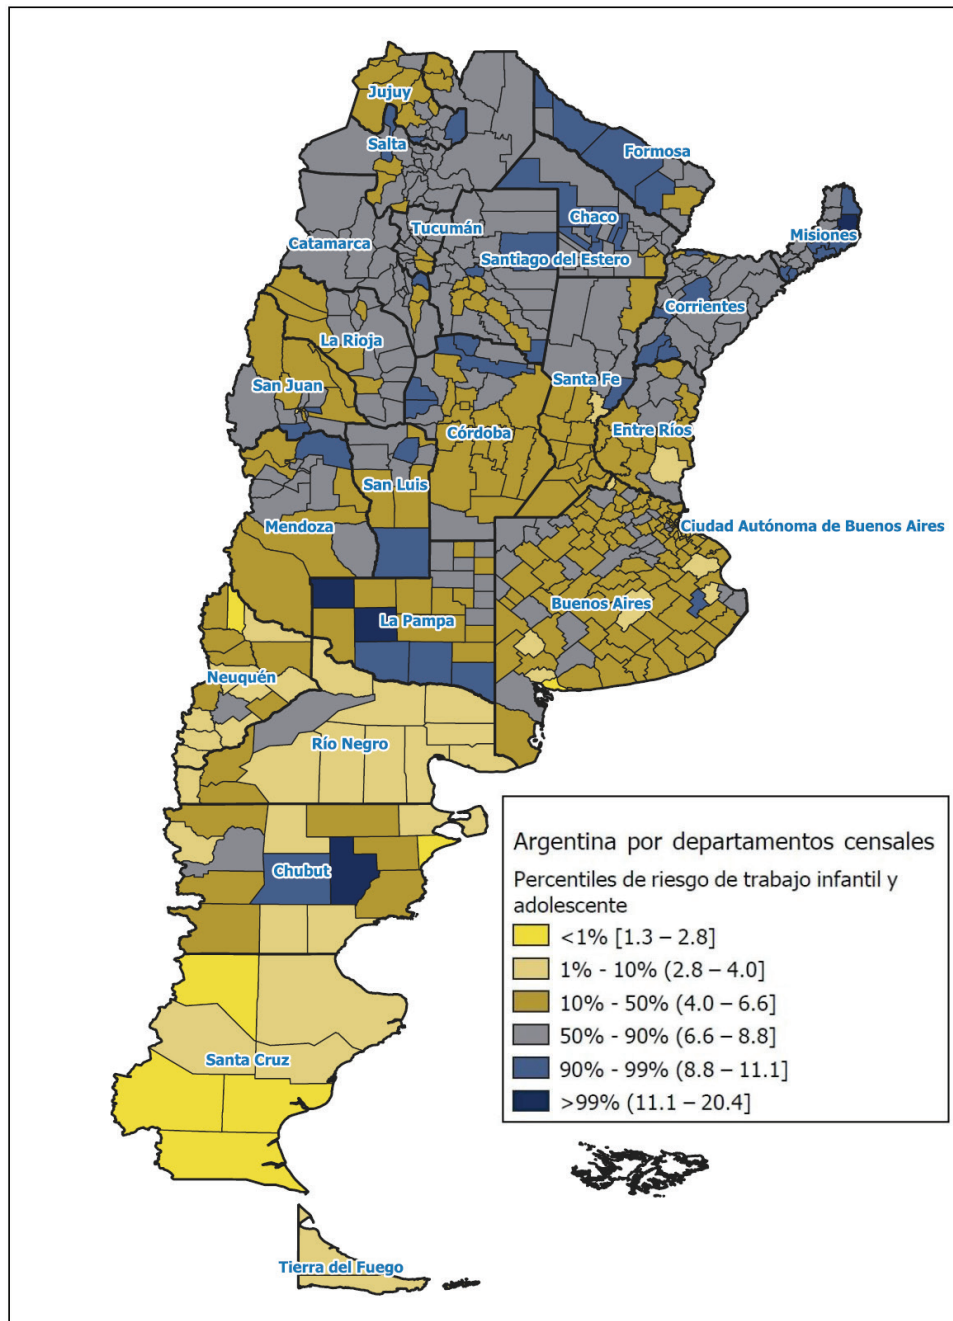 Jujuy
Salta
Formosa
Chaco
Misiones
Tucumán
Catamarca
Santiago del Estero
Corrientes
La Rioja
San Juan
Santa Fe
Córdoba
Entre Ríos
San Luis
Mendoza
Ciudad Autónoma de Buenos Aires
Buenos Aires
La Pampa
Neuquén
Río Negro
Chubut
Santa Cruz
Tierra del Fuego
Argentina por departamentos censales
Percentiles de riesgo de trabajo infantil y
adolescente
<1% [1.3 – 2.8]
1% - 10% (2.8 – 4.0]
10% - 50% (4.0 – 6.6]
50% - 90% (6.6 – 8.8]
90% - 99% (8.8 – 11.1]
>99% (11.1 – 20.4]